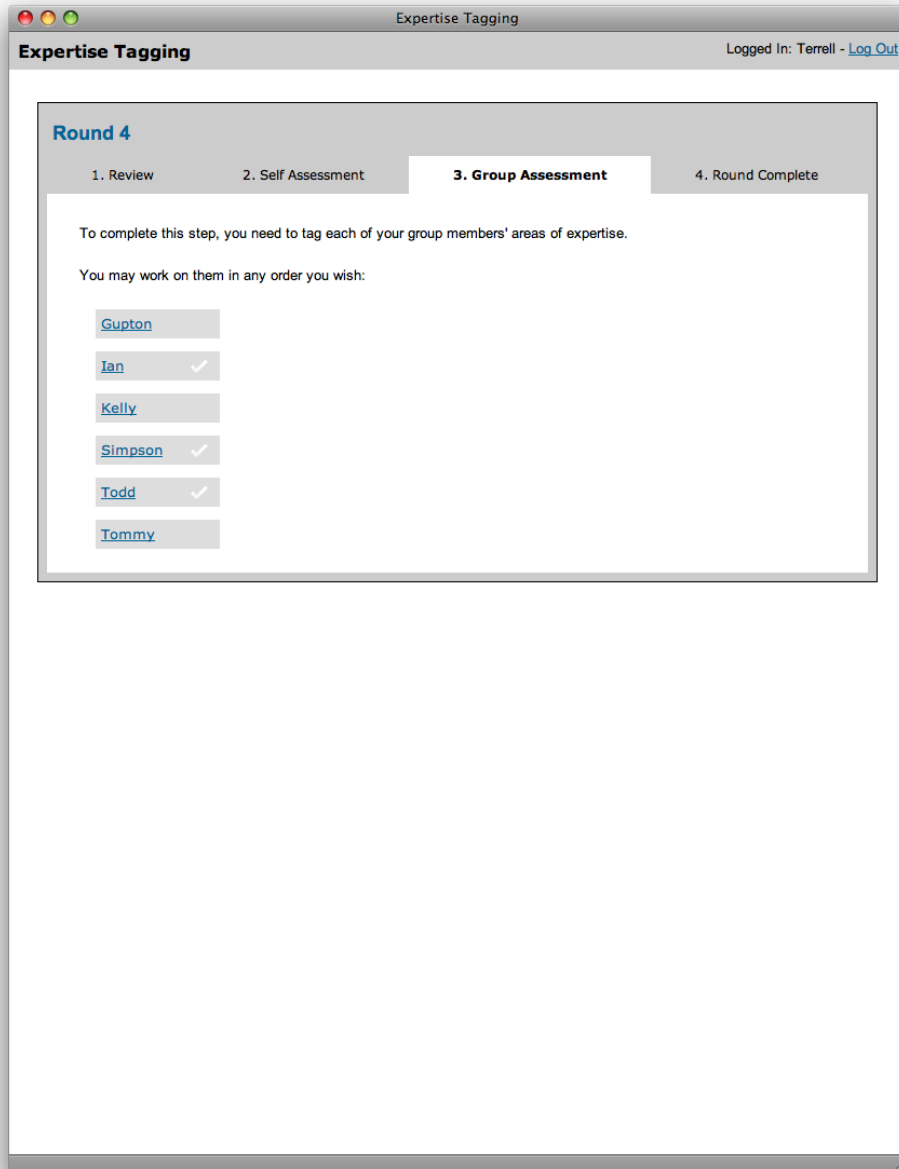 Expertise Tagging
Expertise Tagging
Logged In: Terrell - Log Out
Round 4
1. Review
2. Self Assessment
3. Group Assessment
4. Round Complete
To complete this step, you need to tag each of your group members' areas of expertise.
You may work on them in any order you wish:
Gupton
Ian
Kelly
Simpson
Todd
Tommy